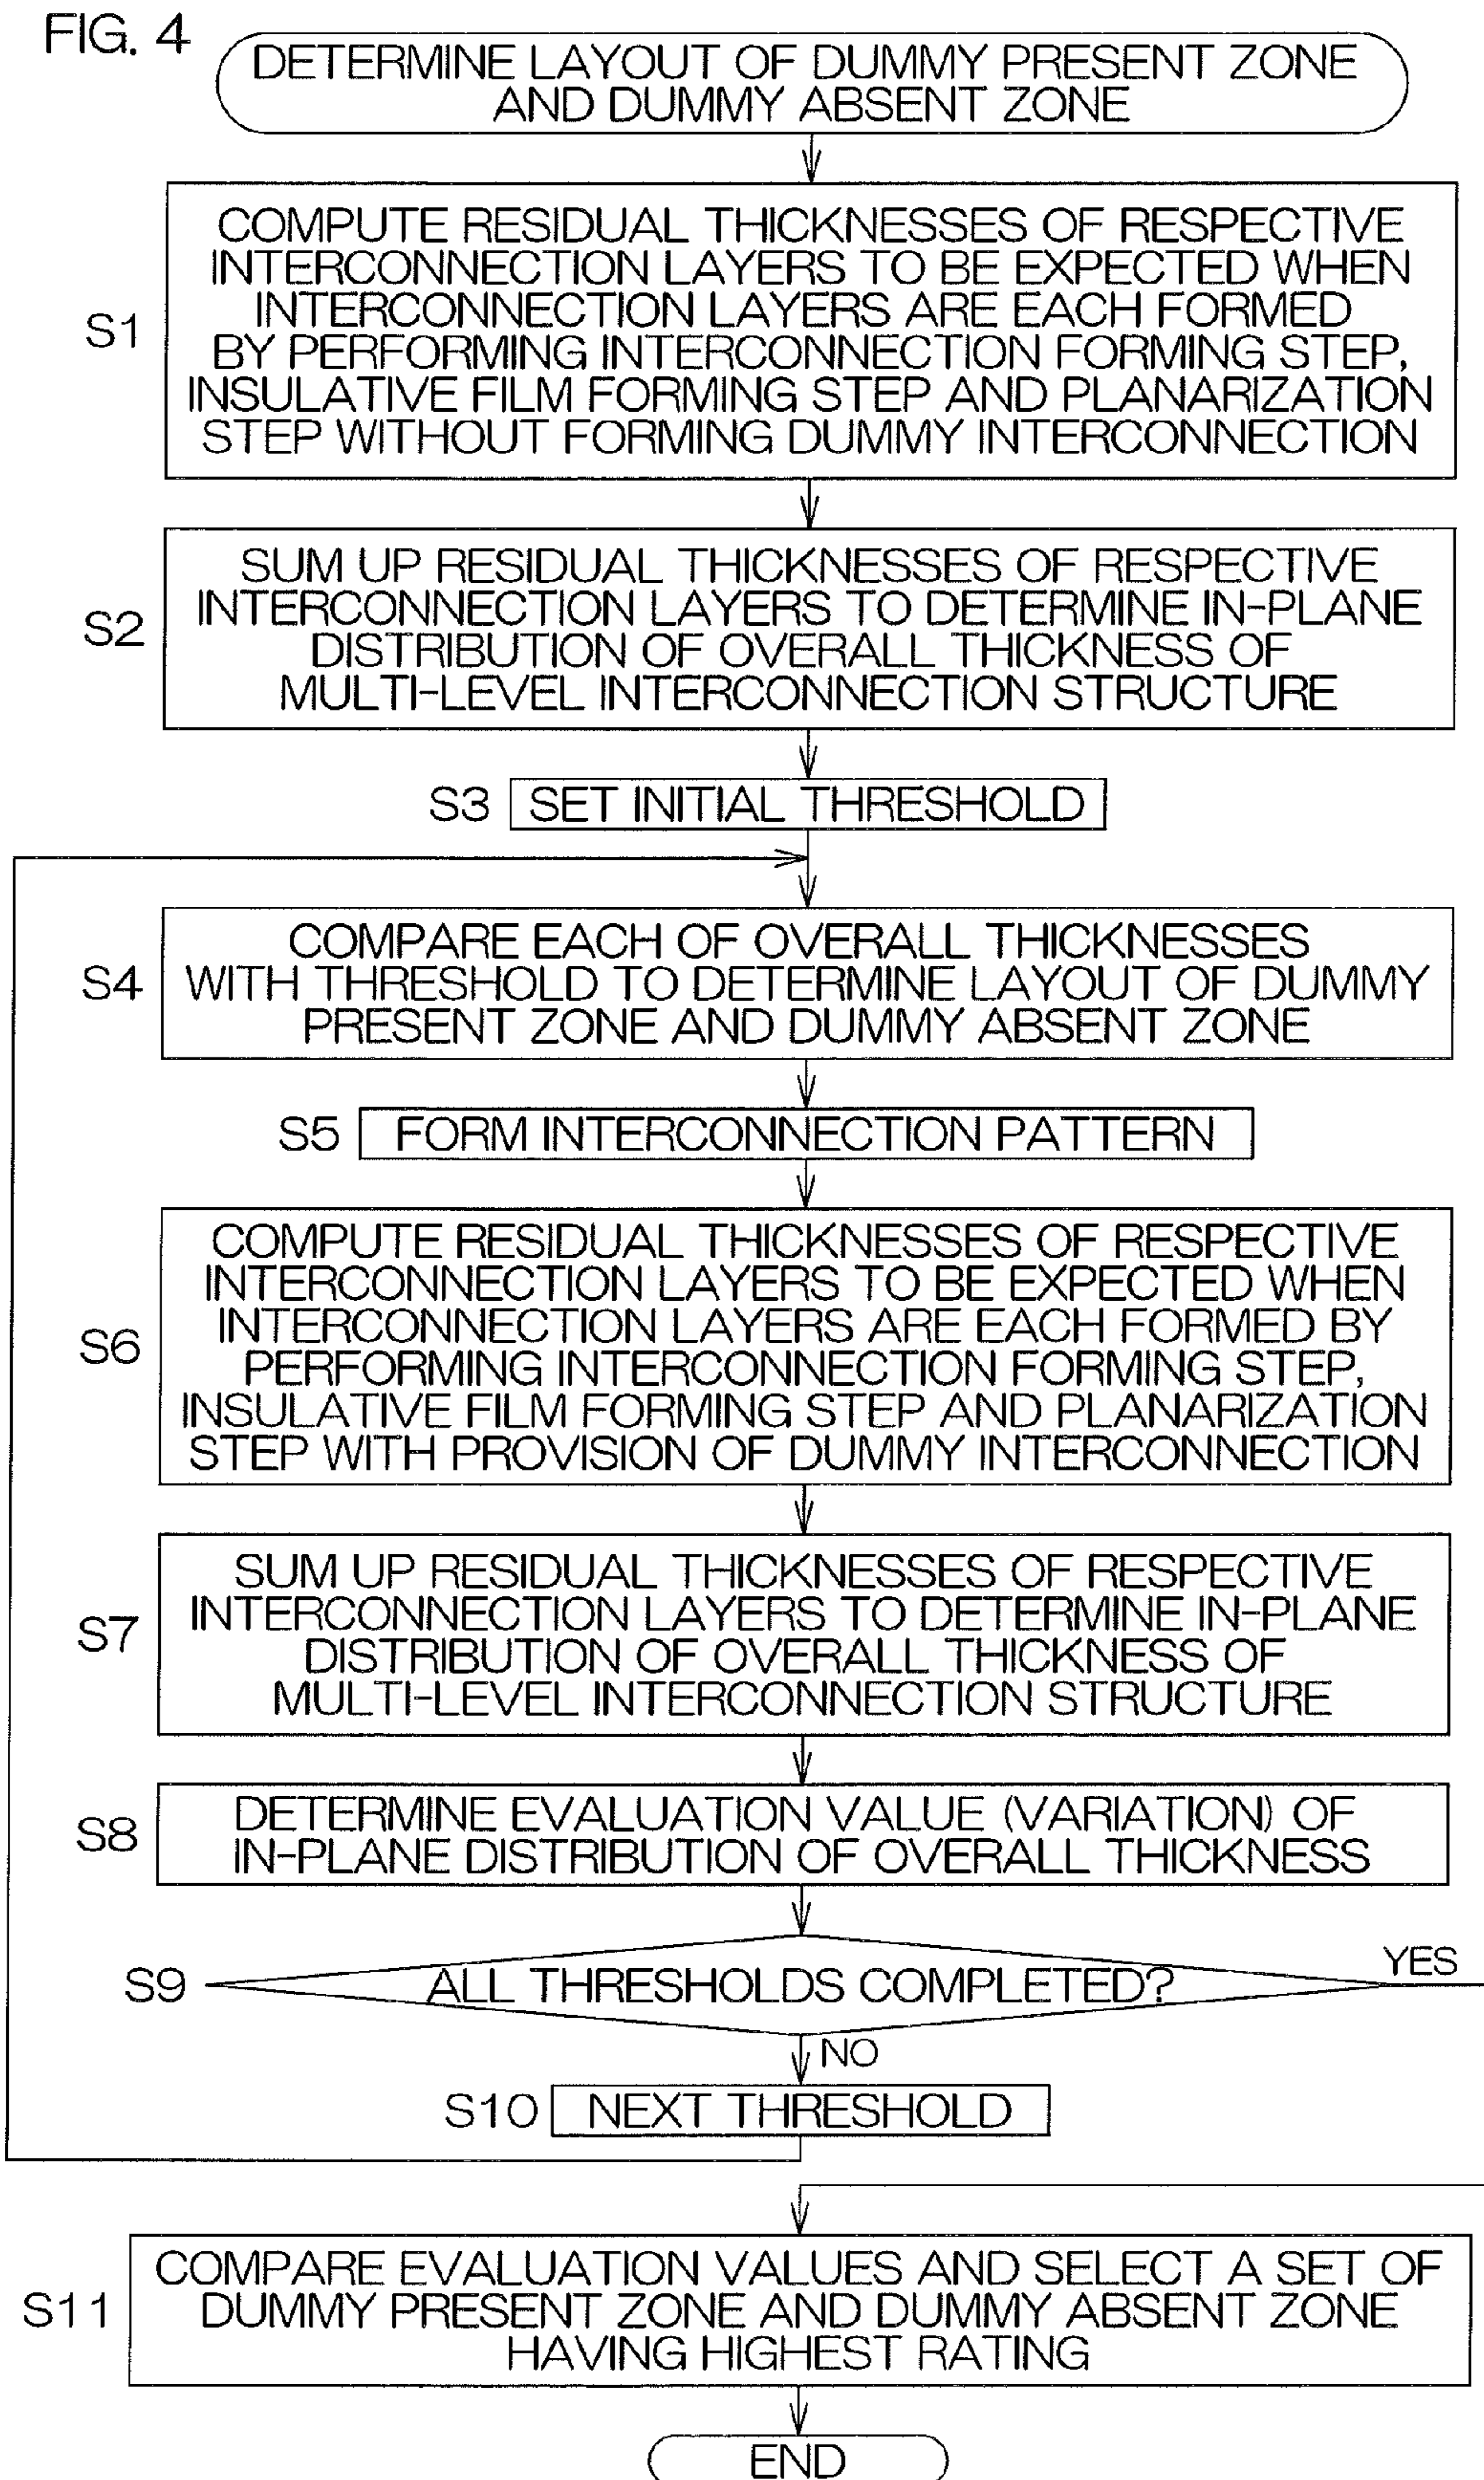 FIG. 4
DETERMINE LAYOUT OF DUMMY PRESENT ZONE
AND DUMMY ABSENT ZONE
S1
COMPUTE RESIDUAL THICKNESSES OF RESPECTIVE
INTERCONNECTION LAYERS TO BE EXPECTED WHEN
INTERCONNECTION LAYERS ARE EACH FORMED
BY PERFORMING INTERCONNECTION FORMING STEP,
INSULATIVE FILM FORMING STEP AND PLANARIZATION
STEP WITHOUT FORMING DUMMY INTERCONNECTION
S2
SUM UP RESIDUAL THICKNESSES OF RESPECTIVE
INTERCONNECTION LAYERS TO DETERMINE IN-PLANE
DISTRIBUTION OF OVERALL THICKNESS OF
MULTI-LEVEL INTERCONNECTION STRUCTURE
S3
SET INITIAL THRESHOLD
S4
COMPARE EACH OF OVERALL THICKNESSES
WITH THRESHOLD TO DETERMINE LAYOUT OF DUMMY
PRESENT ZONE AND DUMMY ABSENT ZONE
S5
FORM INTERCONNECTION PATTERN
S6
COMPUTE RESIDUAL THICKNESSES OF RESPECTIVE
INTERCONNECTION LAYERS TO BE EXPECTED WHEN
INTERCONNECTION LAYERS ARE EACH FORMED BY
PERFORMING INTERCONNECTION FORMING STEP,
INSULATIVE FILM FORMING STEP AND PLANARIZATION
STEP WITH PROVISION OF DUMMY INTERCONNECTION
S7
SUM UP RESIDUAL THICKNESSES OF RESPECTIVE
INTERCONNECTION LAYERS TO DETERMINE IN-PLANE
DISTRIBUTION OF OVERALL THICKNESS OF
MULTI-LEVEL INTERCONNECTION STRUCTURE
S8
DETERMINE EVALUATION VALUE (VARIATION) OF
IN-PLANE DISTRIBUTION OF OVERALL THICKNESS
S9
ALL THRESHOLDS COMPLETED?
YES
NO
S10
NEXT THRESHOLD
S11
COMPARE EVALUATION VALUES AND SELECT A SET OF
DUMMY PRESENT ZONE AND DUMMY ABSENT ZONE
HAVING HIGHEST RATING
END